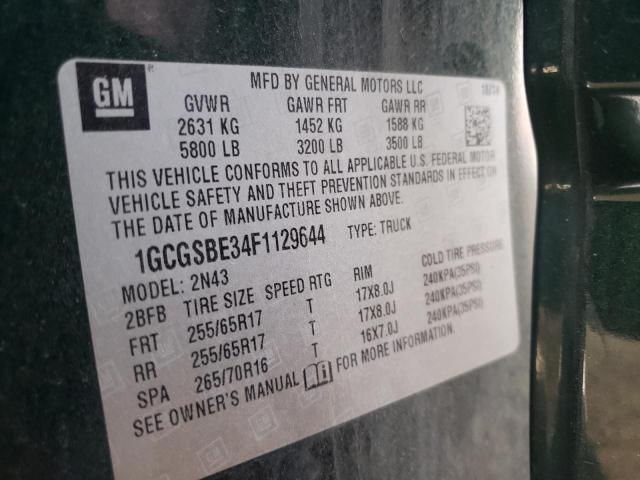 GM
MFD BY GENERAL MOTORS LLC
GVWR GAWR FRT GAWR RR
2631 KG 1452 KG 1588 KG
5800 LB 3200 LB 3500 LB
THIS VEHICLE CONFORMS TO ALL APPLICABLE U.S. FEDERAL MOTOR
VEHICLE SAFETY AND THEFT PREVENTION STANDARDS IN EFFECT ON
THE DATE OF MANUFACTURE SHOWN ABOVE.
1GCGSBE34F1129644 TYPE: TRUCK
MODEL: 2N43
2BFB TIRE SIZE SPEED RTG RIM COLD TIRE PRESSURE
FRT 255/65R17 T 17X8.0J 240KPA(35PSI)
RR 255/65R17 T 17X8.0J 240KPA(35PSI)
SPA 265/70R16 T 16X7.0J 240KPA(35PSI)
SEE OWNER'S MANUAL FOR MORE INFORMATION.